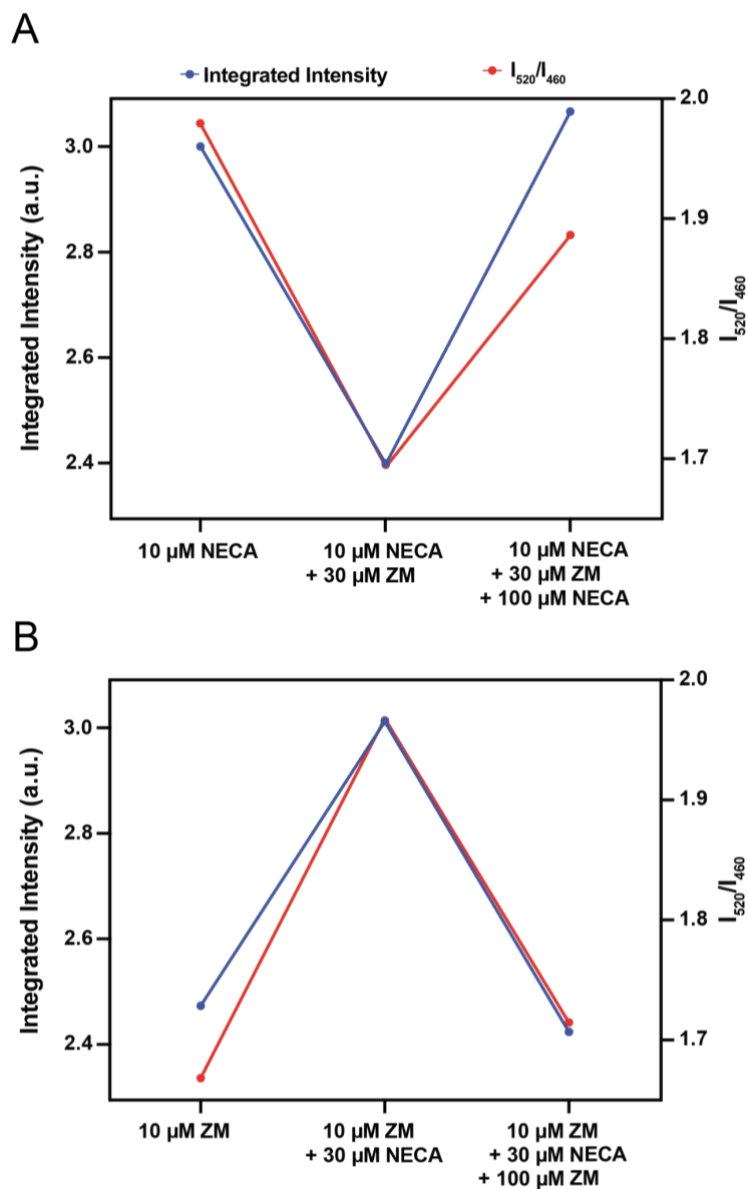 A
Integrated Intensity I520/I460
2.0
3.0
1.9
2.8
Integrated Intensity (a.u.)
I520/I460
1.8
2.6
1.7
2.4
10 µM NECA 10 µM NECA 10 µM NECA
+ 30 µM ZM + 30 µM ZM
+ 100 µM NECA
B
2.0
3.0
1.9
2.8
Integrated Intensity (a.u.)
I520/I460
1.8
2.6
1.7
2.4
10 µM ZM 10 µM ZM 10 µM ZM
+ 30 µM NECA + 30 µM NECA
+ 100 µM ZM